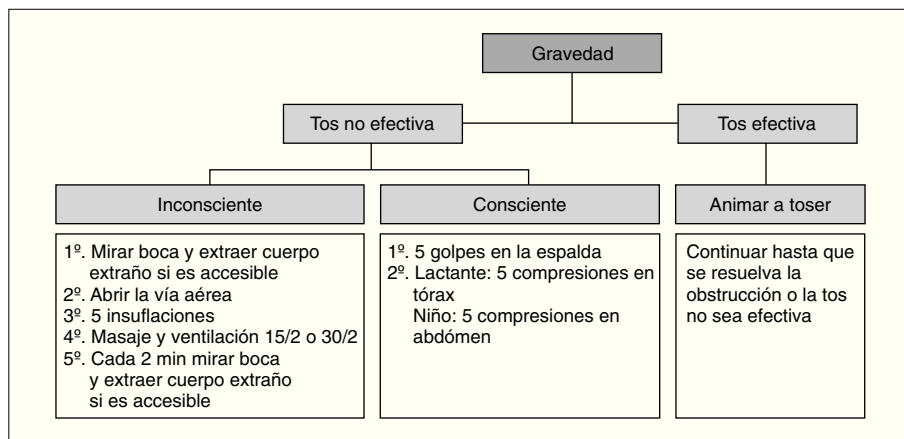 Gravedad
Tos no efectiva
Tos efectiva
Inconsciente
Consciente
Animar a toser
1º. Mirar boca y extraer cuerpo
extraño si es accesible
2º. Abrir la vía aérea
3º. 5 insuflaciones
4º. Masaje y ventilación 15/2 o 30/2
5º. Cada 2 min mirar boca
y extraer cuerpo extraño
si es accesible
1º. 5 golpes en la espalda
2º. Lactante: 5 compresiones en
tórax
Niño: 5 compresiones en
abdómen
Continuar hasta que
se resuelva la
obstrucción o la tos
no sea efectiva